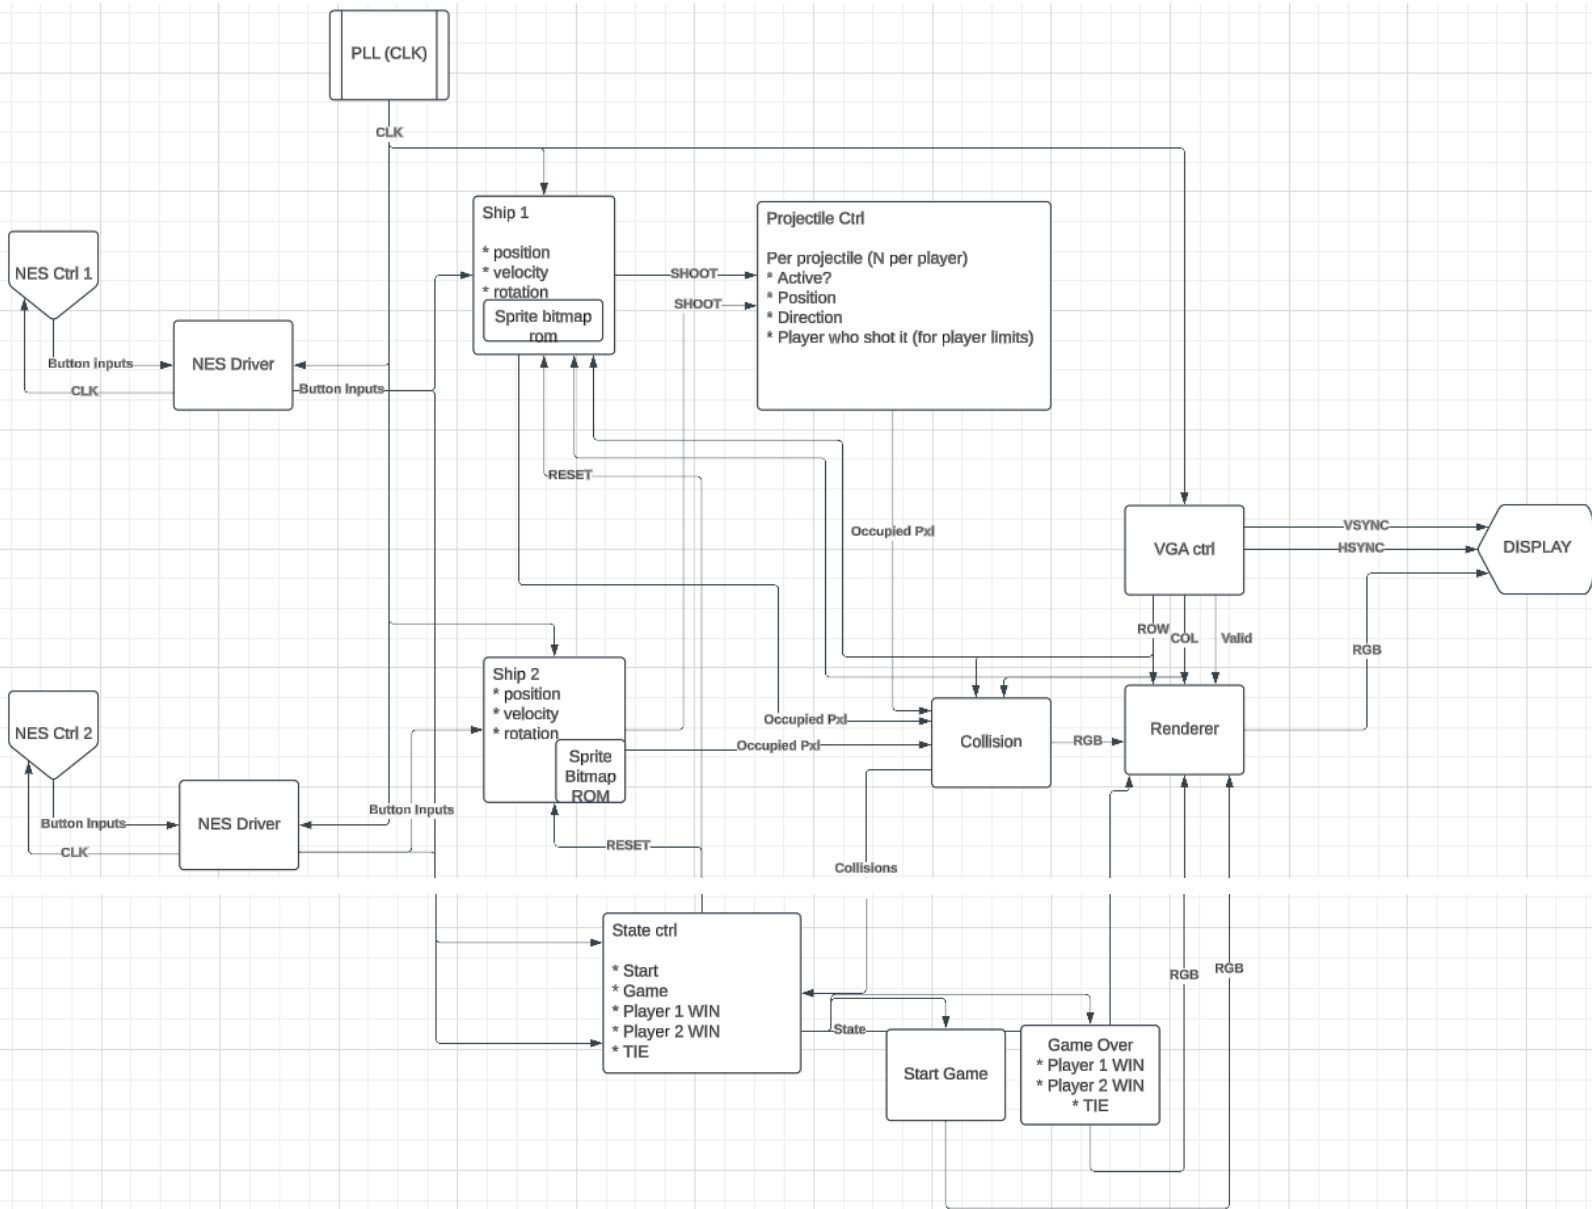 PLL (CLK)
CLK
Ship 1
* position
* velocity
* rotation
Sprite bitmap
rom
SHOOT
SHOOT
Projectile Ctrl
Per projectile (N per player)
* Active?
* Position
* Direction
* Player who shot it (for player limits)
NES Ctrl 1
Button inputs
CLK
NES Driver
Button Inputs
RESET
Occupied Pxl
VGA ctrl
VSYNC
HSYNC
DISPLAY
ROW
COL
Valid
RGB
Ship 2
* position
* velocity
* rotation
Sprite
Bitmap
ROM
Occupied Pxl
Occupied Pxl
Collision
RGB
Renderer
NES Ctrl 2
Button Inputs
CLK
NES Driver
Button Inputs
RESET
Collisions
State ctrl
* Start
* Game
* Player 1 WIN
* Player 2 WIN
* TIE
State
Start Game
Game Over
* Player 1 WIN
* Player 2 WIN
* TIE
RGB
RGB